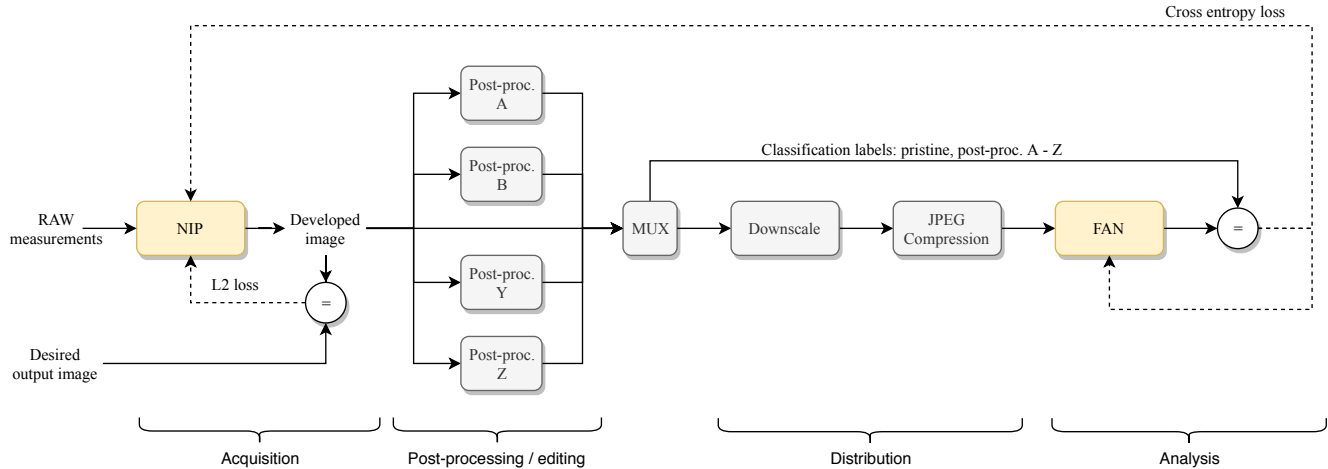 Cross entropy loss
Post-proc.
A
Post-proc.
B
Classification labels: pristine, post-proc. A - Z
RAW
measurements
NIP
Developed
image
MUX
Downscale
JPEG
Compression
FAN
=
L2 loss
=
Post-proc.
Y
Desired
output image
Post-proc.
Z
Acquisition
Post-processing / editing
Distribution
Analysis